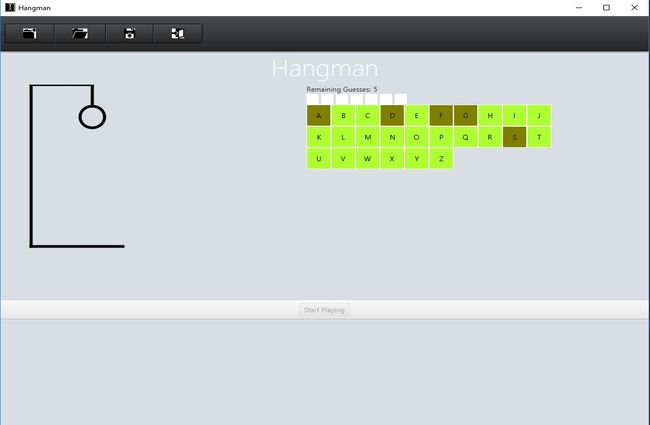 Hangman
Hangman
Remaining Guesses: 5
A B C D E F G H I J
K L M N O P Q R S T
U V W X Y Z
Start Playing